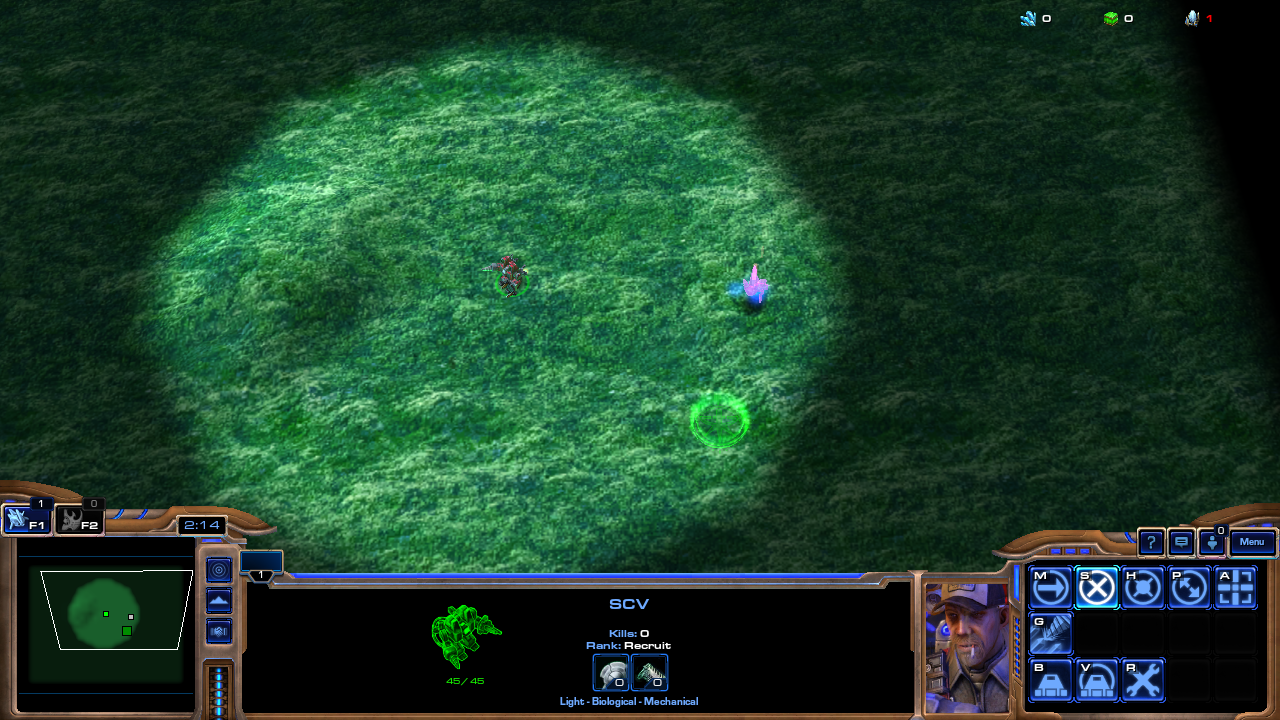 0 0 1
1 0
F1 F2
2:14
? 0 Menu
1
SCV
Kills: 0
Rank: Recruit
0 0
45/45
Light - Biological - Mechanical
M S H P A
G
B V R